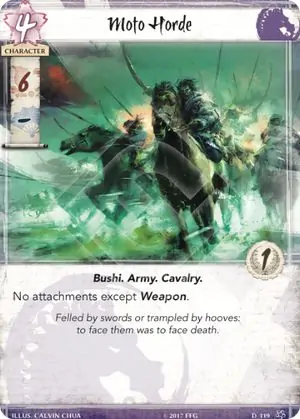 4
Moto Horde
CHARACTER
6
-
1
Bushi. Army. Cavalry.
No attachments except Weapon.
Felled by swords or trampled by hooves:
to face them was to face death.
ILLUS. CALVIN CHUA
© 2017 FFG
D 119